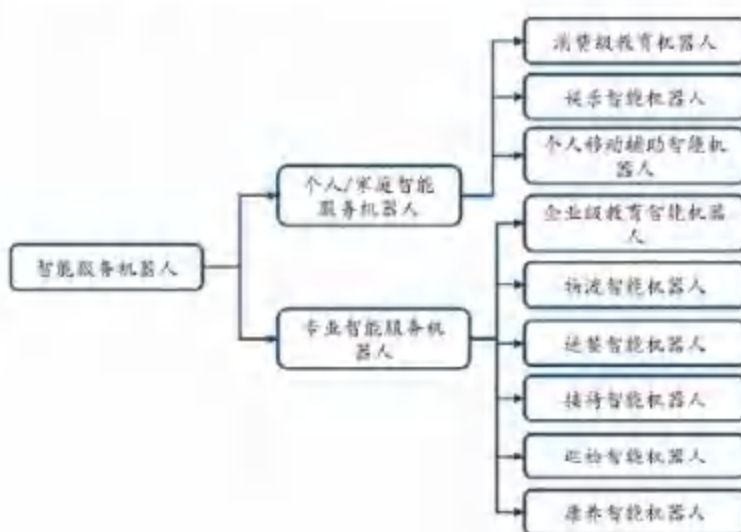 消费级教育机器人
娱乐智能机器人
个人移动辅助智能机
器人
个人/家庭智能
服务机器人
企业级教育智能机器
人
智能服务机器人
物流智能机器人
专业智能服务机
器人
送餐智能机器人
接待智能机器人
巡检智能机器人
康养智能机器人